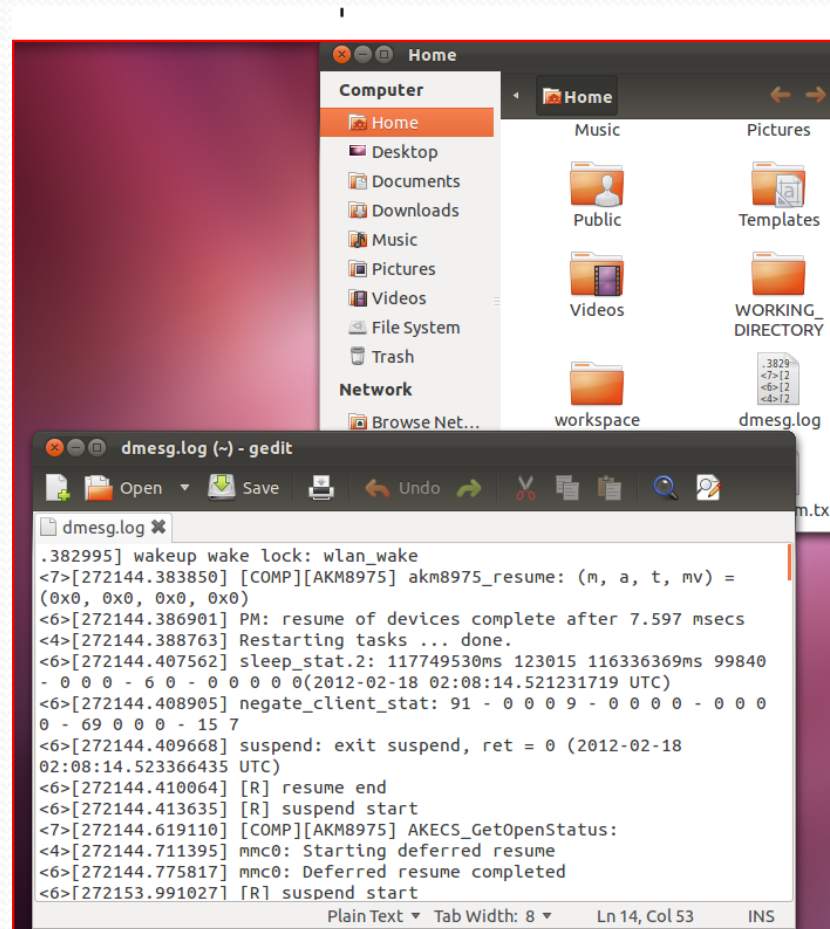 Home
Computer
Home
Desktop
Documents
Downloads
Music
Pictures
Videos
File System
Trash
Network
Browse Net...
Home
Music Pictures
Public Templates
Videos WORKING_
DIRECTORY
.3829
<7>[2
<6>[2
<4>[2
workspace dmesg.log
m.tx
dmesg.log (~) - gedit
Open Save Undo
dmesg.log
.382995] wakeup wake lock: wlan_wake
<7>[272144.383850] [COMP][AKM8975] akm8975_resume: (m, a, t, mv) =
(0x0, 0x0, 0x0, 0x0)
<6>[272144.386901] PM: resume of devices complete after 7.597 msecs
<4>[272144.388763] Restarting tasks ... done.
<6>[272144.407562] sleep_stat.2: 117749530ms 123015 116336369ms 99840
- 0 0 0 - 6 0 - 0 0 0 0 0(2012-02-18 02:08:14.521231719 UTC)
<6>[272144.408905] negate_client_stat: 91 - 0 0 0 9 - 0 0 0 0 - 0 0 0
0 - 69 0 0 0 - 15 7
<6>[272144.409668] suspend: exit suspend, ret = 0 (2012-02-18
02:08:14.523366435 UTC)
<6>[272144.410064] [R] resume end
<6>[272144.413635] [R] suspend start
<7>[272144.619110] [COMP][AKM8975] AKECS_GetOpenStatus:
<4>[272144.711395] mmc0: Starting deferred resume
<6>[272144.775817] mmc0: Deferred resume completed
<6>[272153.991027] [R] suspend start
Plain Text Tab Width: 8 Ln 14, Col 53 INS